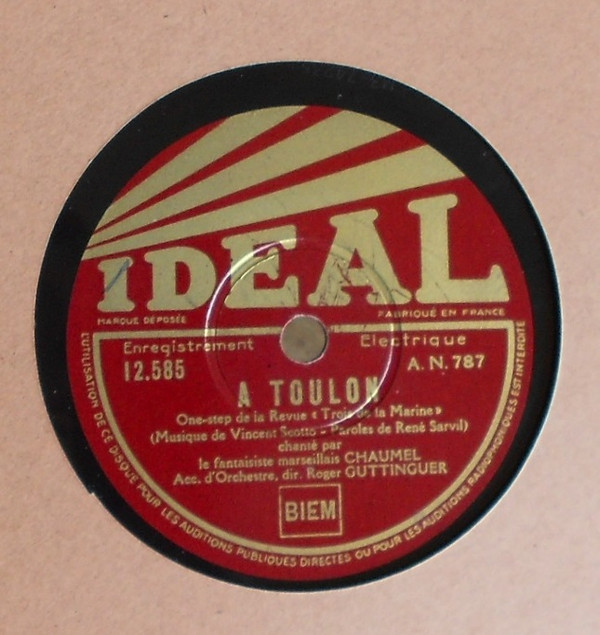 IDEAL
MARQUE DÉPOSÉE FABRIQUÉ EN FRANCE
Enregistrement Electrique
12.585 A. N. 787
A TOULON
One-step de la Revue « Trois de la Marine »
(Musique de Vincent Scotto - Paroles de René Sarvil)
chanté par
le fantaisiste marseillais CHAUMEL
Acc. d'Orchestre, dir. Roger GUTTINGUER
BIEM
L'UTILISATION DE CE DISQUE POUR LES AUDITIONS PUBLIQUES DIRECTES OU POUR LES AUDITIONS RADIOPHONIQUES EST INTERDITE